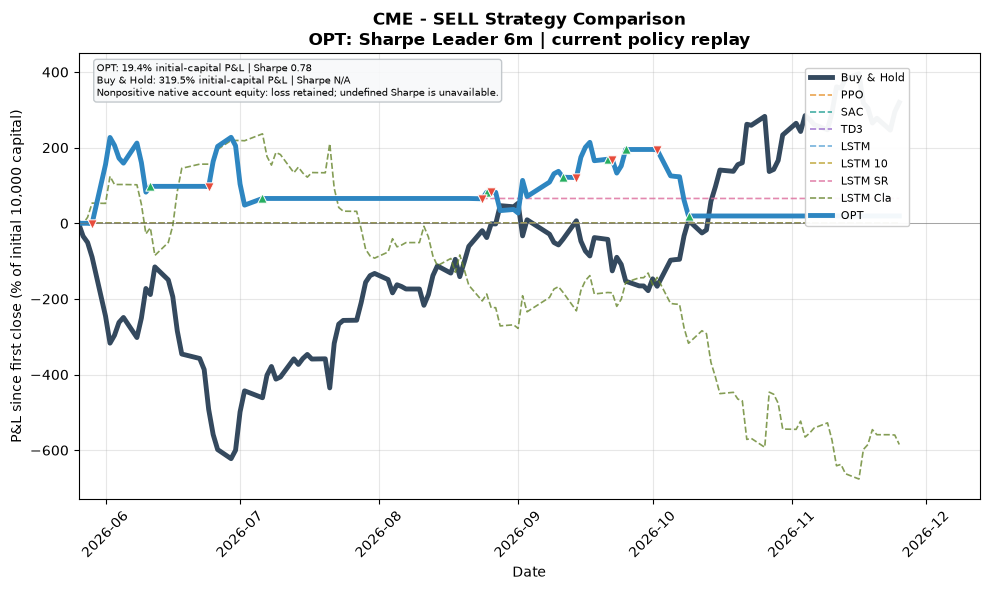 CME - SELL Strategy Comparison
OPT: Sharpe Leader 6m | current policy replay
OPT: 19.4% initial-capital P&L | Sharpe 0.78
Buy & Hold: 319.5% initial-capital P&L | Sharpe N/A
Nonpositive native account equity: loss retained; undefined Sharpe is unavailable.
Buy & Hold
PPO
SAC
TD3
LSTM
LSTM 10
LSTM SR
LSTM Cla
OPT
P&L since first close (% of initial 10,000 capital)
400
200
0
−200
−400
−600
2026-06
2026-07
2026-08
2026-09
2026-10
2026-11
2026-12
Date